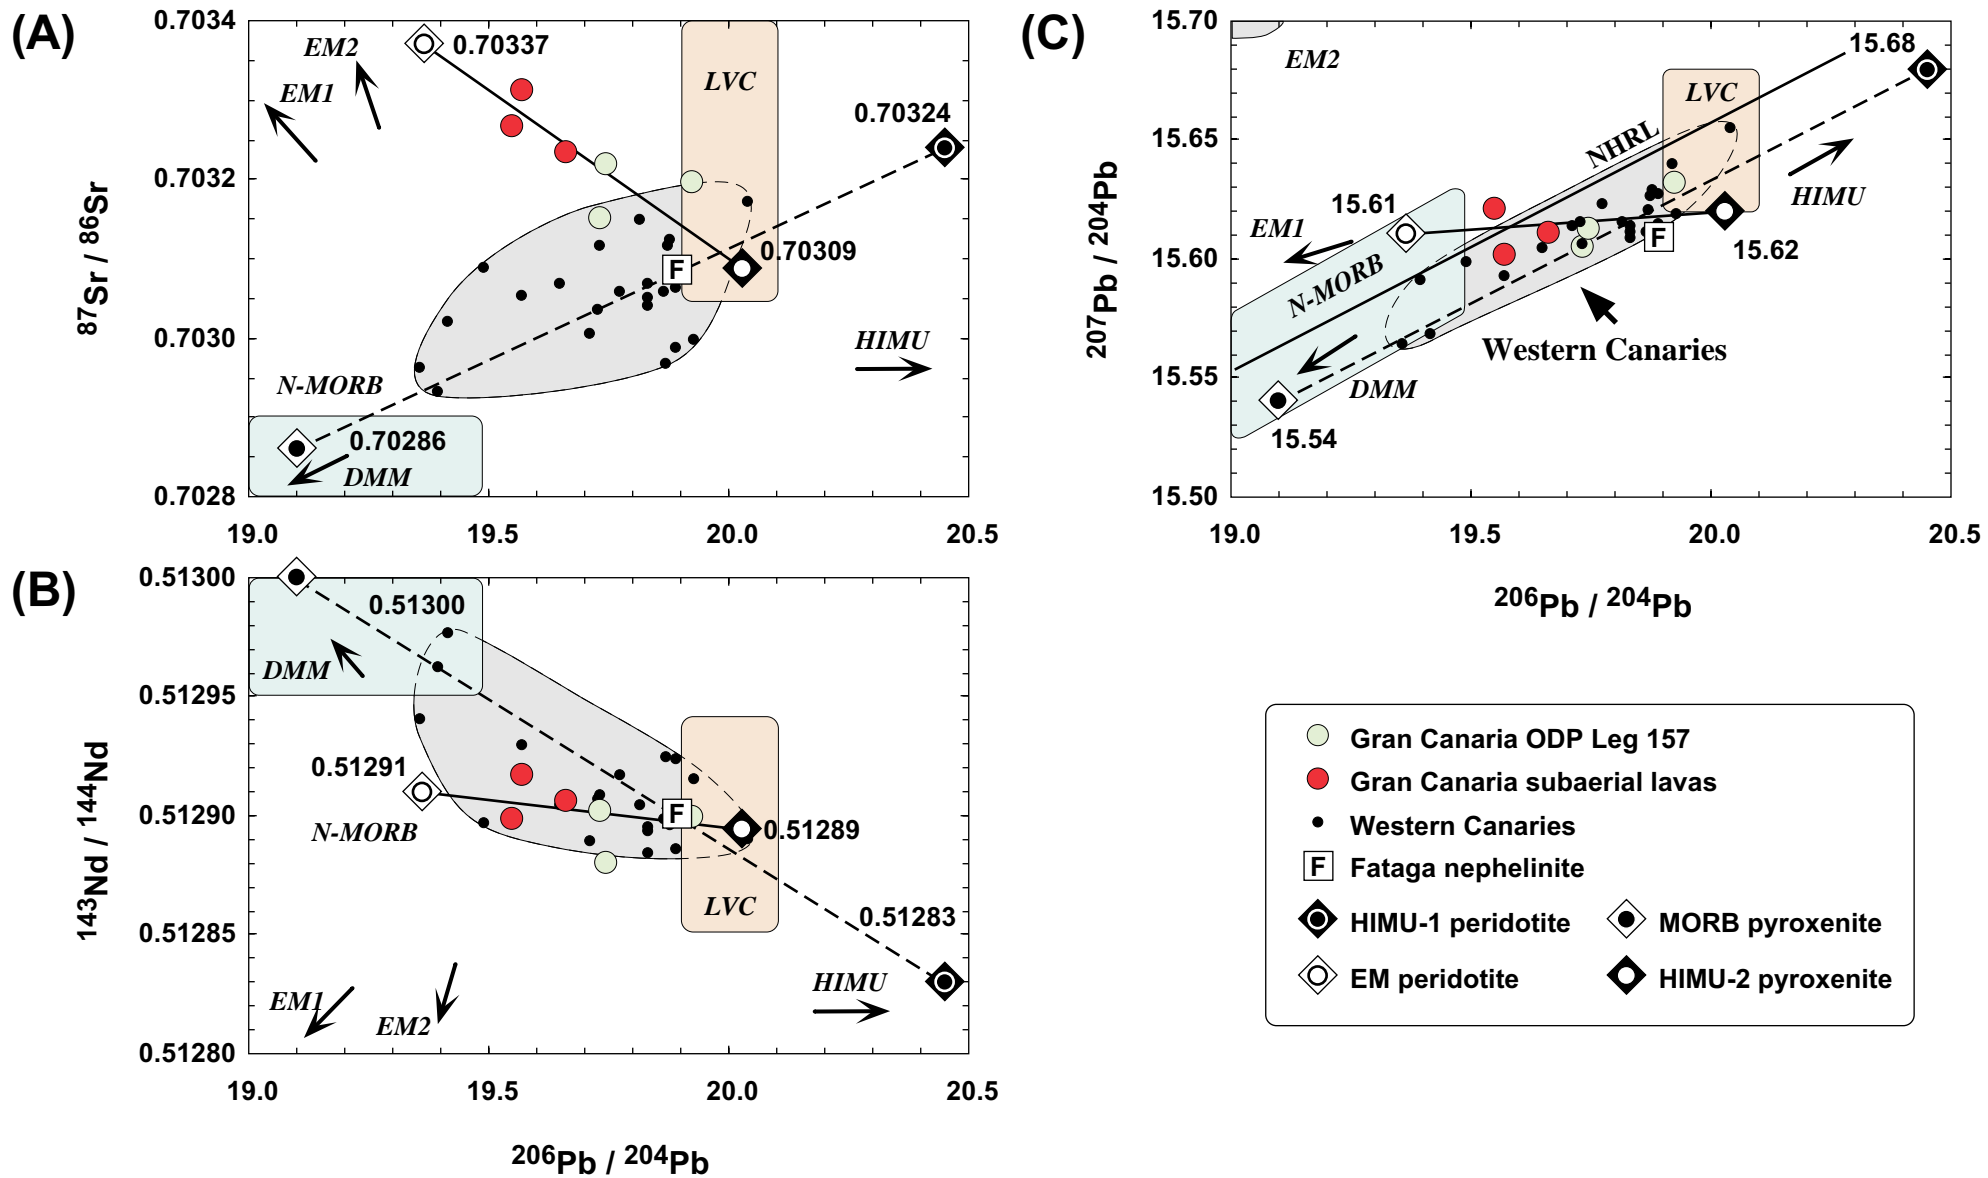 (A)
0.7034
0.7032
0.7030
0.7028
87Sr / 86Sr
EM2
EM1
0.70337
LVC
0.70324
0.70309
F
HIMU
N-MORB
0.70286
DMM
19.0 19.5 20.0 20.5
(B)
0.51300
0.51295
0.51290
0.51285
0.51280
143Nd / 144Nd
0.51300
DMM
0.51291
N-MORB
F
0.51289
LVC
0.51283
HIMU
EM1
EM2
19.0 19.5 20.0 20.5
206Pb / 204Pb
(C)
15.70
15.65
15.60
15.55
15.50
207Pb / 204Pb
EM2
15.68
LVC
NHRL
HIMU
15.61
EM1
N-MORB
F
15.62
Western Canaries
DMM
15.54
19.0 19.5 20.0 20.5
206Pb / 204Pb
Gran Canaria ODP Leg 157
Gran Canaria subaerial lavas
Western Canaries
F Fataga nephelinite
HIMU-1 peridotite MORB pyroxenite
EM peridotite HIMU-2 pyroxenite